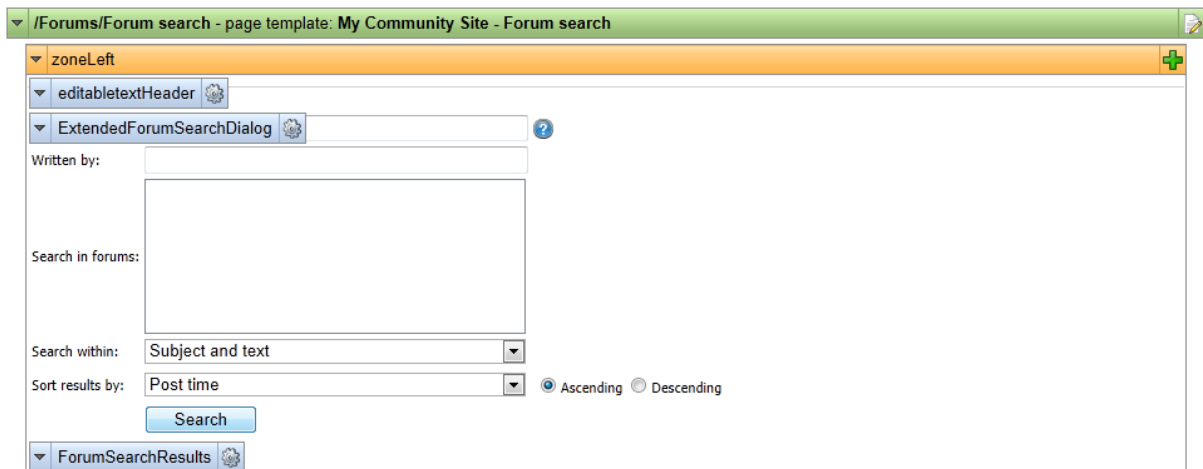 /Forums/Forum search - page template: My Community Site - Forum search
zoneLeft
editabletextHeader
ExtendedForumSearchDialog ?
Written by:
Search in forums:
Search within: Subject and text
Sort results by: Post time Ascending Descending
Search
ForumSearchResults